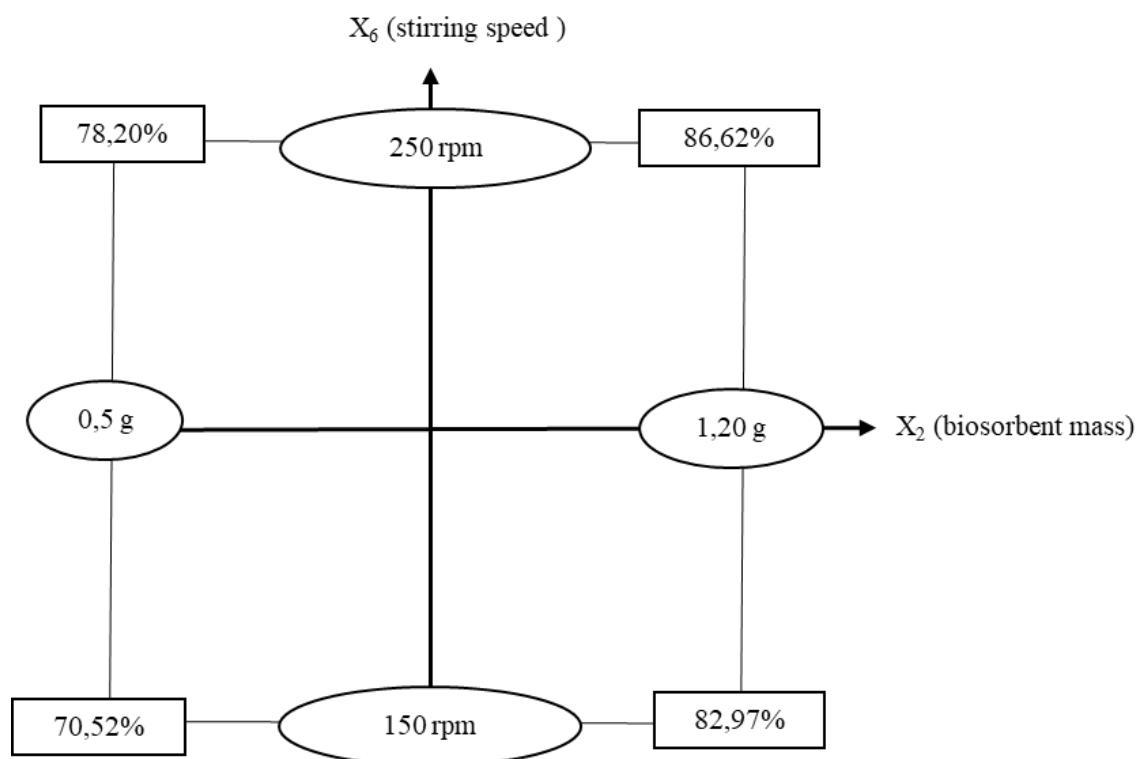 X₆ (stirring speed )
78,20%
250 rpm
86,62%
0,5 g
1,20 g
X₂ (biosorbent mass)
70,52%
150 rpm
82,97%